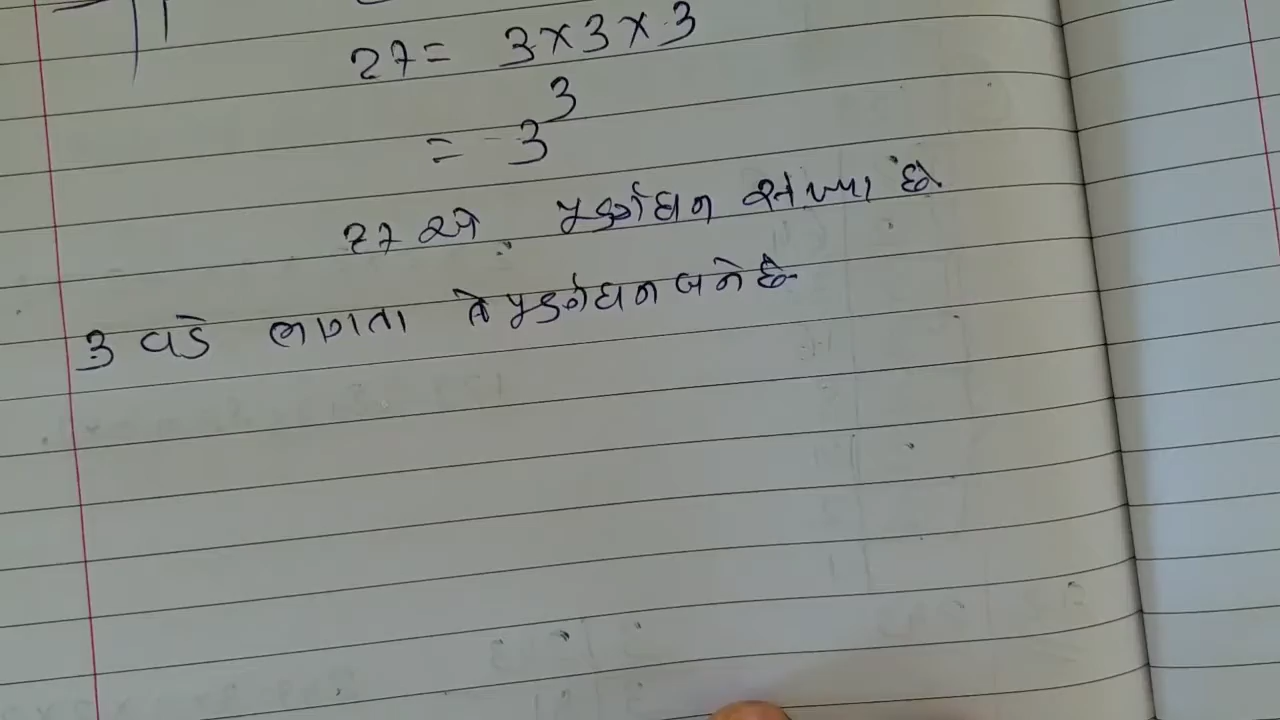 27 = 3 × 3 × 3
= 3³
27 એ પૂર્ણઘન સંખ્યા છે
3 વડે ભાગતા તે પૂર્ણઘન બને છે